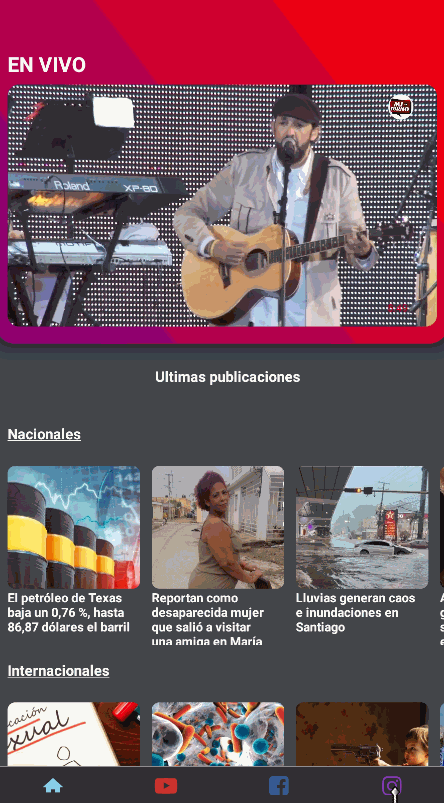 EN VIVO
MI
Roland
XP-80
Ultimas publicaciones
Nacionales
El petróleo de Texas
baja un 0,76 %, hasta
86,87 dólares el barril
Reportan como
desaparecida mujer
que salió a visitar
una amiga en María
Lluvias generan caos
e inundaciones en
Santiago
Internacionales
cación
xual